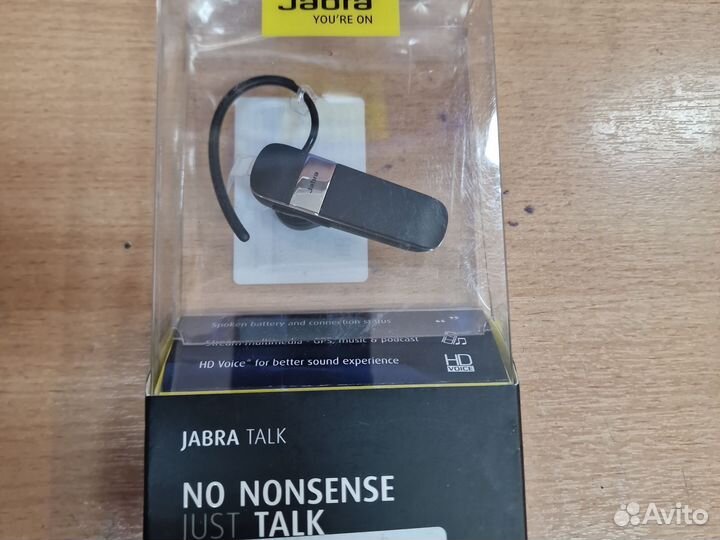 Jabra
YOU'RE ON
Jabra
Spoken battery and connection status
Stream multimedia - GPS, music & podcast
HD Voice™ for better sound experience
HD
VOICE
JABRA TALK
NO NONSENSE
JUST TALK
Avito